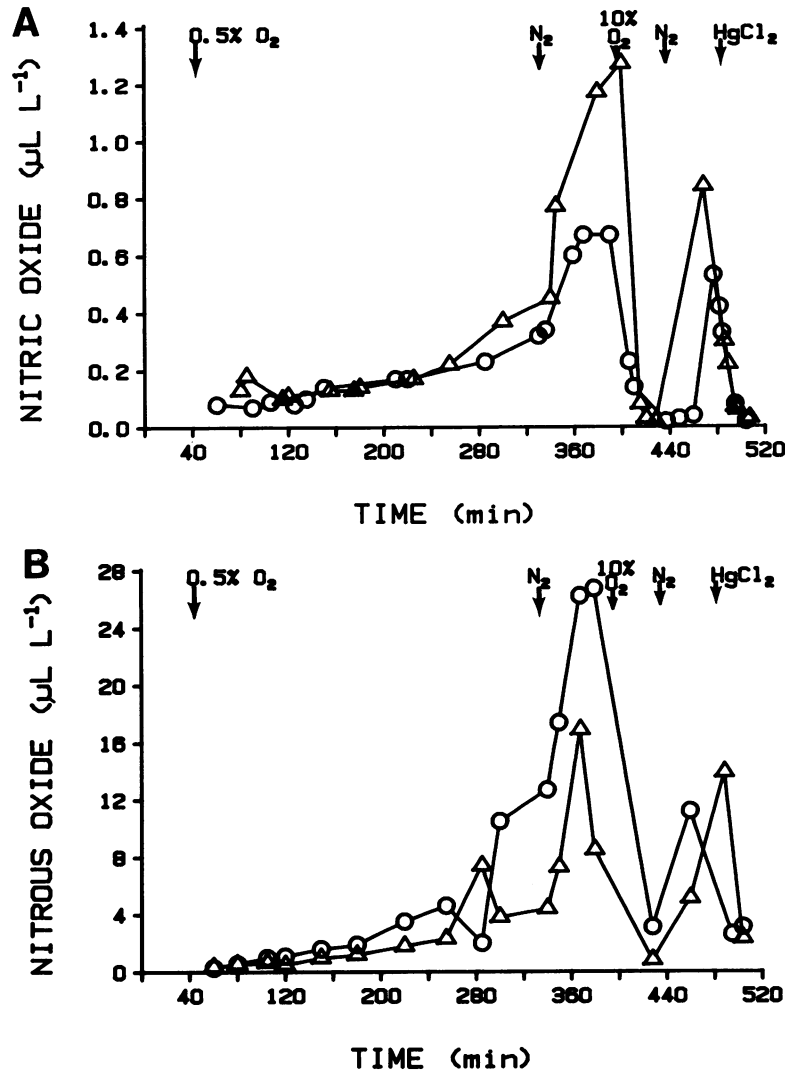 A
NITRIC OXIDE (µL L⁻¹)
1.4
1.2
1.0
0.8
0.6
0.4
0.2
0.0
0.5% O₂
N₂
10%
O₂
N₂
HgCl₂
40 120 200 280 360 440 520
TIME (min)
B
NITROUS OXIDE (µL L⁻¹)
28
24
20
16
12
8
4
0
0.5% O₂
N₂
10%
O₂
N₂
HgCl₂
40 120 200 280 360 440 520
TIME (min)